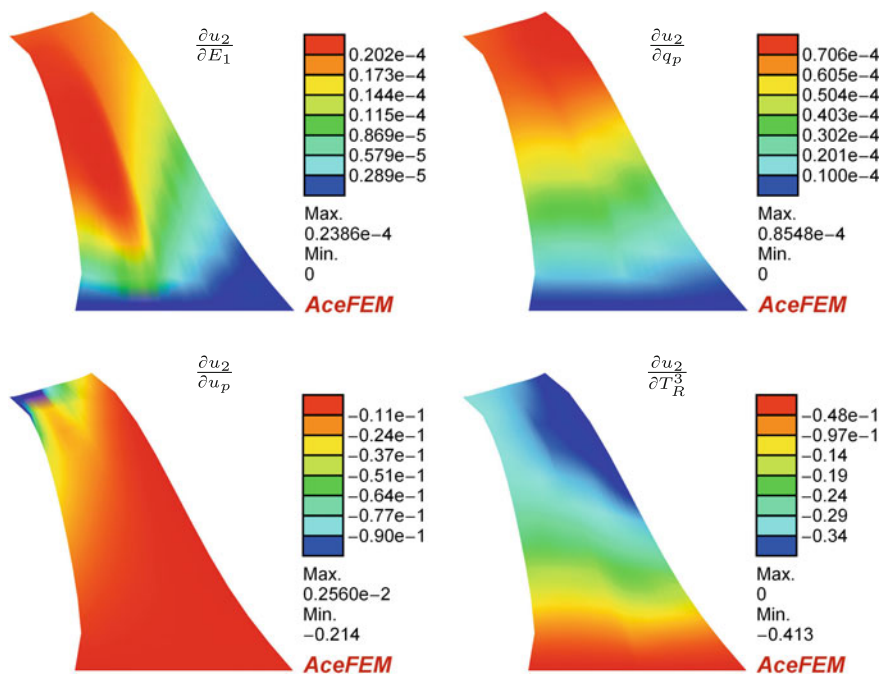 ∂u₂/∂E₁
0.202e−4
0.173e−4
0.144e−4
0.115e−4
0.869e−5
0.579e−5
0.289e−5
Max.
0.2386e−4
Min.
0
AceFEM
∂u₂/∂qₚ
0.706e−4
0.605e−4
0.504e−4
0.403e−4
0.302e−4
0.201e−4
0.100e−4
Max.
0.8548e−4
Min.
0
AceFEM
∂u₂/∂uₚ
−0.11e−1
−0.24e−1
−0.37e−1
−0.51e−1
−0.64e−1
−0.77e−1
−0.90e−1
Max.
0.2560e−2
Min.
−0.214
AceFEM
∂u₂/∂T_R^3
−0.48e−1
−0.97e−1
−0.14
−0.19
−0.24
−0.29
−0.34
Max.
0
Min.
−0.413
AceFEM